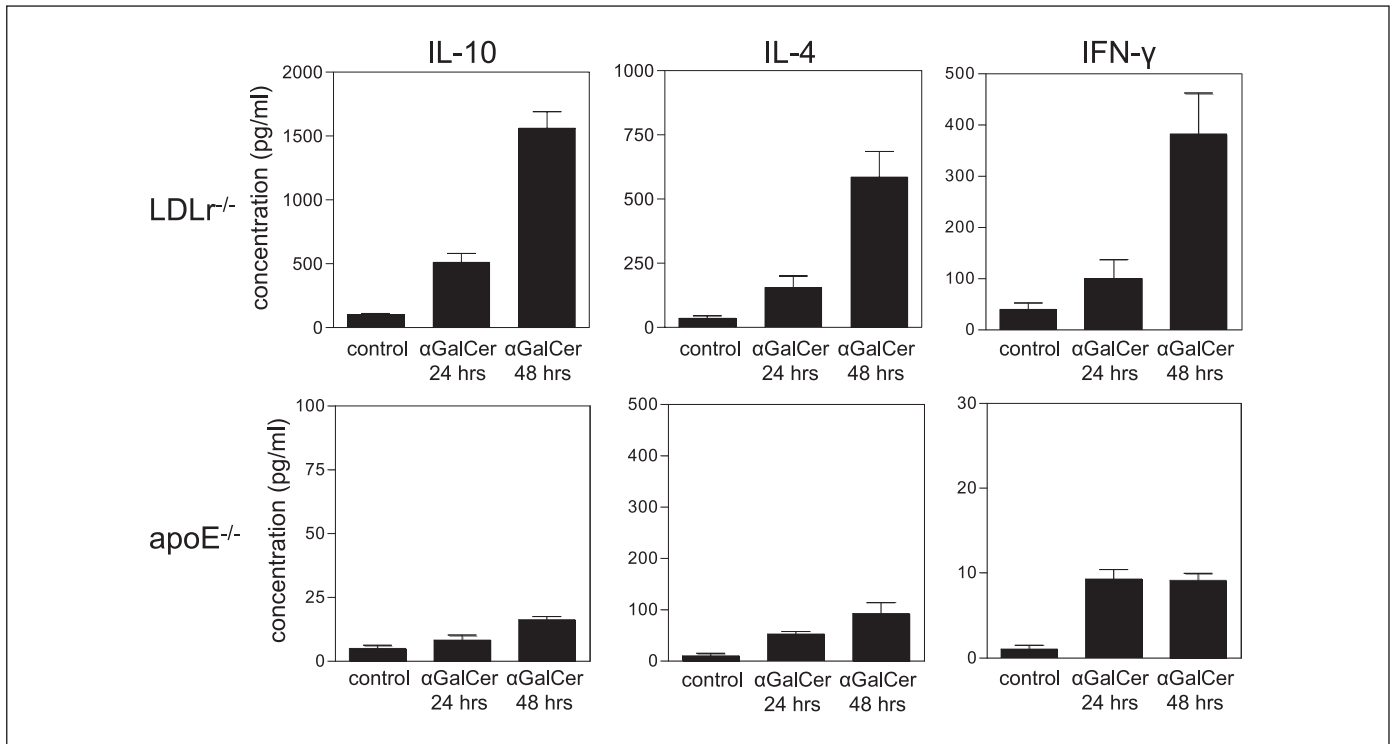 IL-10
IL-4
IFN-γ
LDLr-/-
concentration (pg/ml)
2000
1500
1000
500
0
control
αGalCer
24 hrs
αGalCer
48 hrs
1000
750
500
250
0
control
αGalCer
24 hrs
αGalCer
48 hrs
500
400
300
200
100
0
control
αGalCer
24 hrs
αGalCer
48 hrs
apoE-/-
concentration (pg/ml)
100
75
50
25
0
control
αGalCer
24 hrs
αGalCer
48 hrs
500
400
300
200
100
0
control
αGalCer
24 hrs
αGalCer
48 hrs
30
20
10
0
control
αGalCer
24 hrs
αGalCer
48 hrs